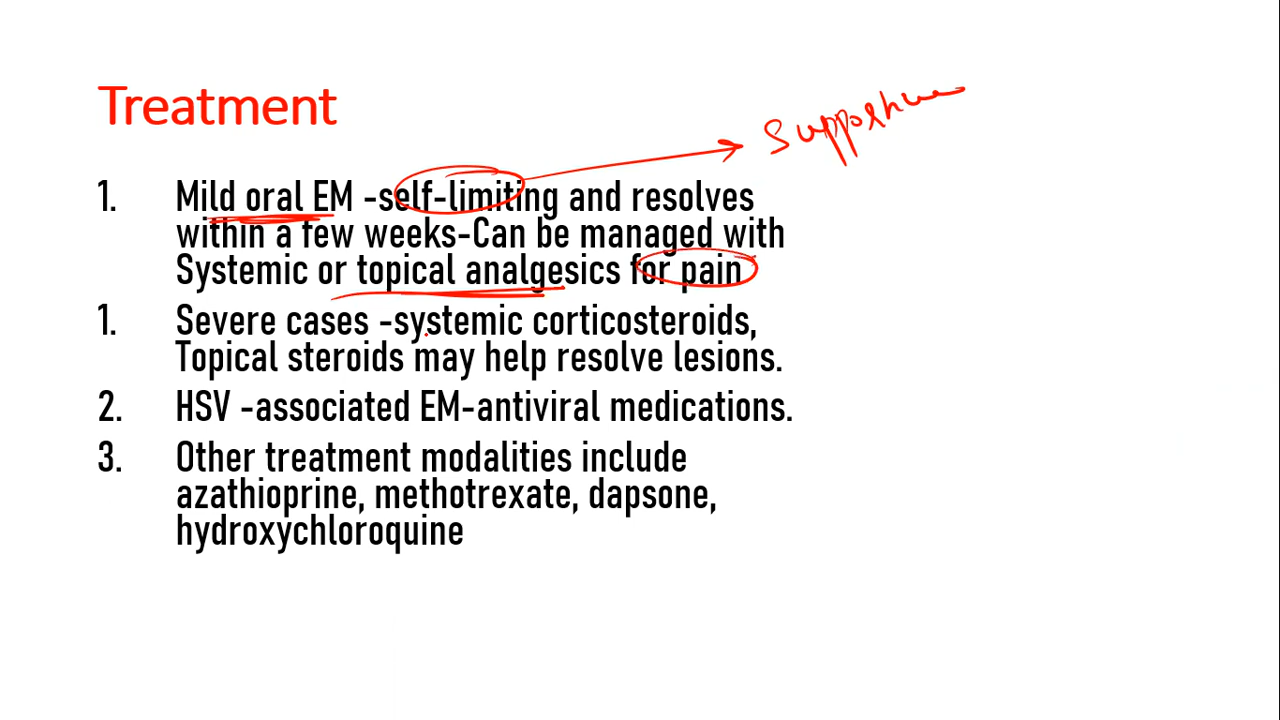 Treatment
Supportive
1. Mild oral EM -self-limiting and resolves
within a few weeks-Can be managed with
Systemic or topical analgesics for pain
1. Severe cases -systemic corticosteroids,
Topical steroids may help resolve lesions.
2. HSV -associated EM-antiviral medications.
3. Other treatment modalities include
azathioprine, methotrexate, dapsone,
hydroxychloroquine